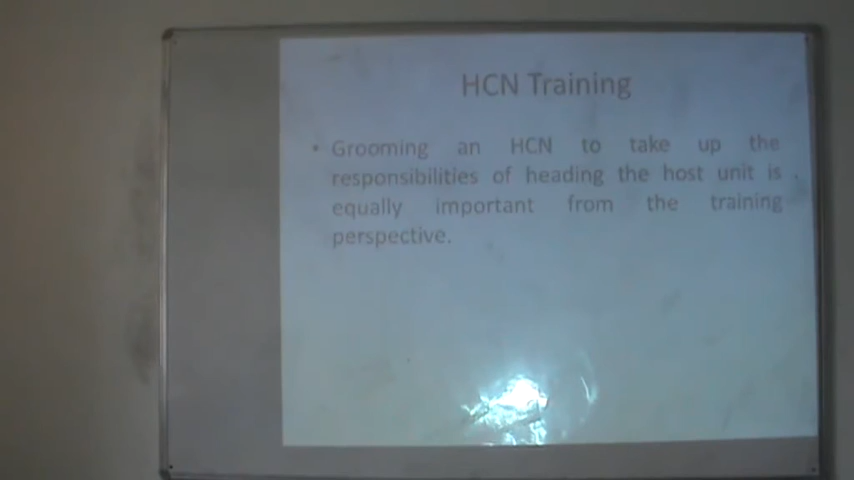 HCN Training
• Grooming an HCN to take up the
responsibilities of heading the host unit is
equally important from the training
perspective.